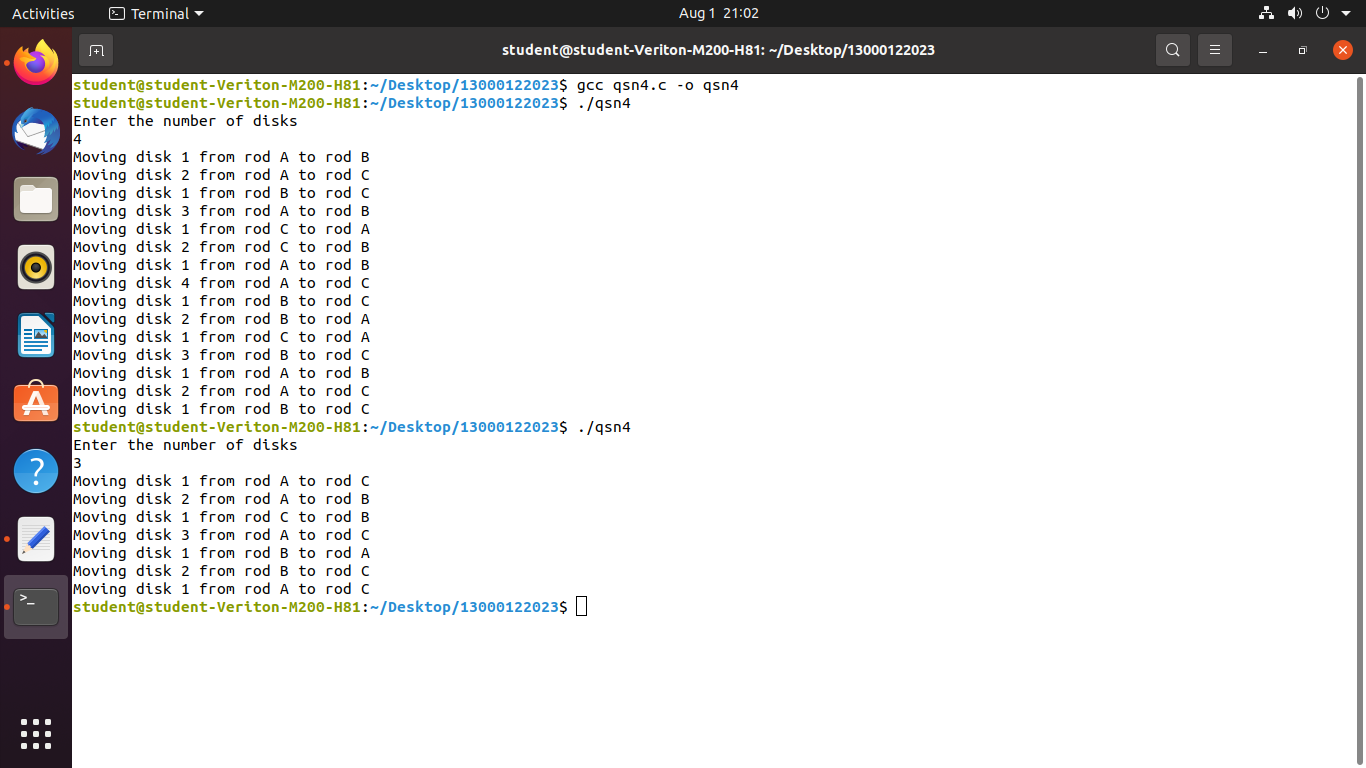 Activities Terminal Aug 1 21:02
student@student-Veriton-M200-H81: ~/Desktop/13000122023
student@student-Veriton-M200-H81:~/Desktop/13000122023$ gcc qsn4.c -o qsn4
student@student-Veriton-M200-H81:~/Desktop/13000122023$ ./qsn4
Enter the number of disks
4
Moving disk 1 from rod A to rod B
Moving disk 2 from rod A to rod C
Moving disk 1 from rod B to rod C
Moving disk 3 from rod A to rod B
Moving disk 1 from rod C to rod A
Moving disk 2 from rod C to rod B
Moving disk 1 from rod A to rod B
Moving disk 4 from rod A to rod C
Moving disk 1 from rod B to rod C
Moving disk 2 from rod B to rod A
Moving disk 1 from rod C to rod A
Moving disk 3 from rod B to rod C
Moving disk 1 from rod A to rod B
Moving disk 2 from rod A to rod C
Moving disk 1 from rod B to rod C
student@student-Veriton-M200-H81:~/Desktop/13000122023$ ./qsn4
Enter the number of disks
3
Moving disk 1 from rod A to rod C
Moving disk 2 from rod A to rod B
Moving disk 1 from rod C to rod B
Moving disk 3 from rod A to rod C
Moving disk 1 from rod B to rod A
Moving disk 2 from rod B to rod C
Moving disk 1 from rod A to rod C
student@student-Veriton-M200-H81:~/Desktop/13000122023$